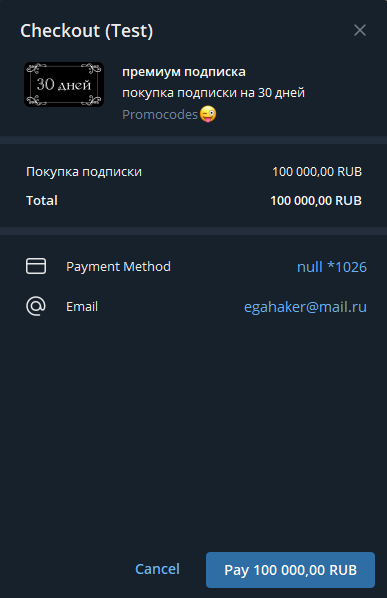 Checkout (Test)
30 дней
премиум подписка
покупка подписки на 30 дней
Promocodes😜
Покупка подписки 100 000,00 RUB
Total 100 000,00 RUB
Payment Method null *1026
Email egahaker@mail.ru
Cancel Pay 100 000,00 RUB